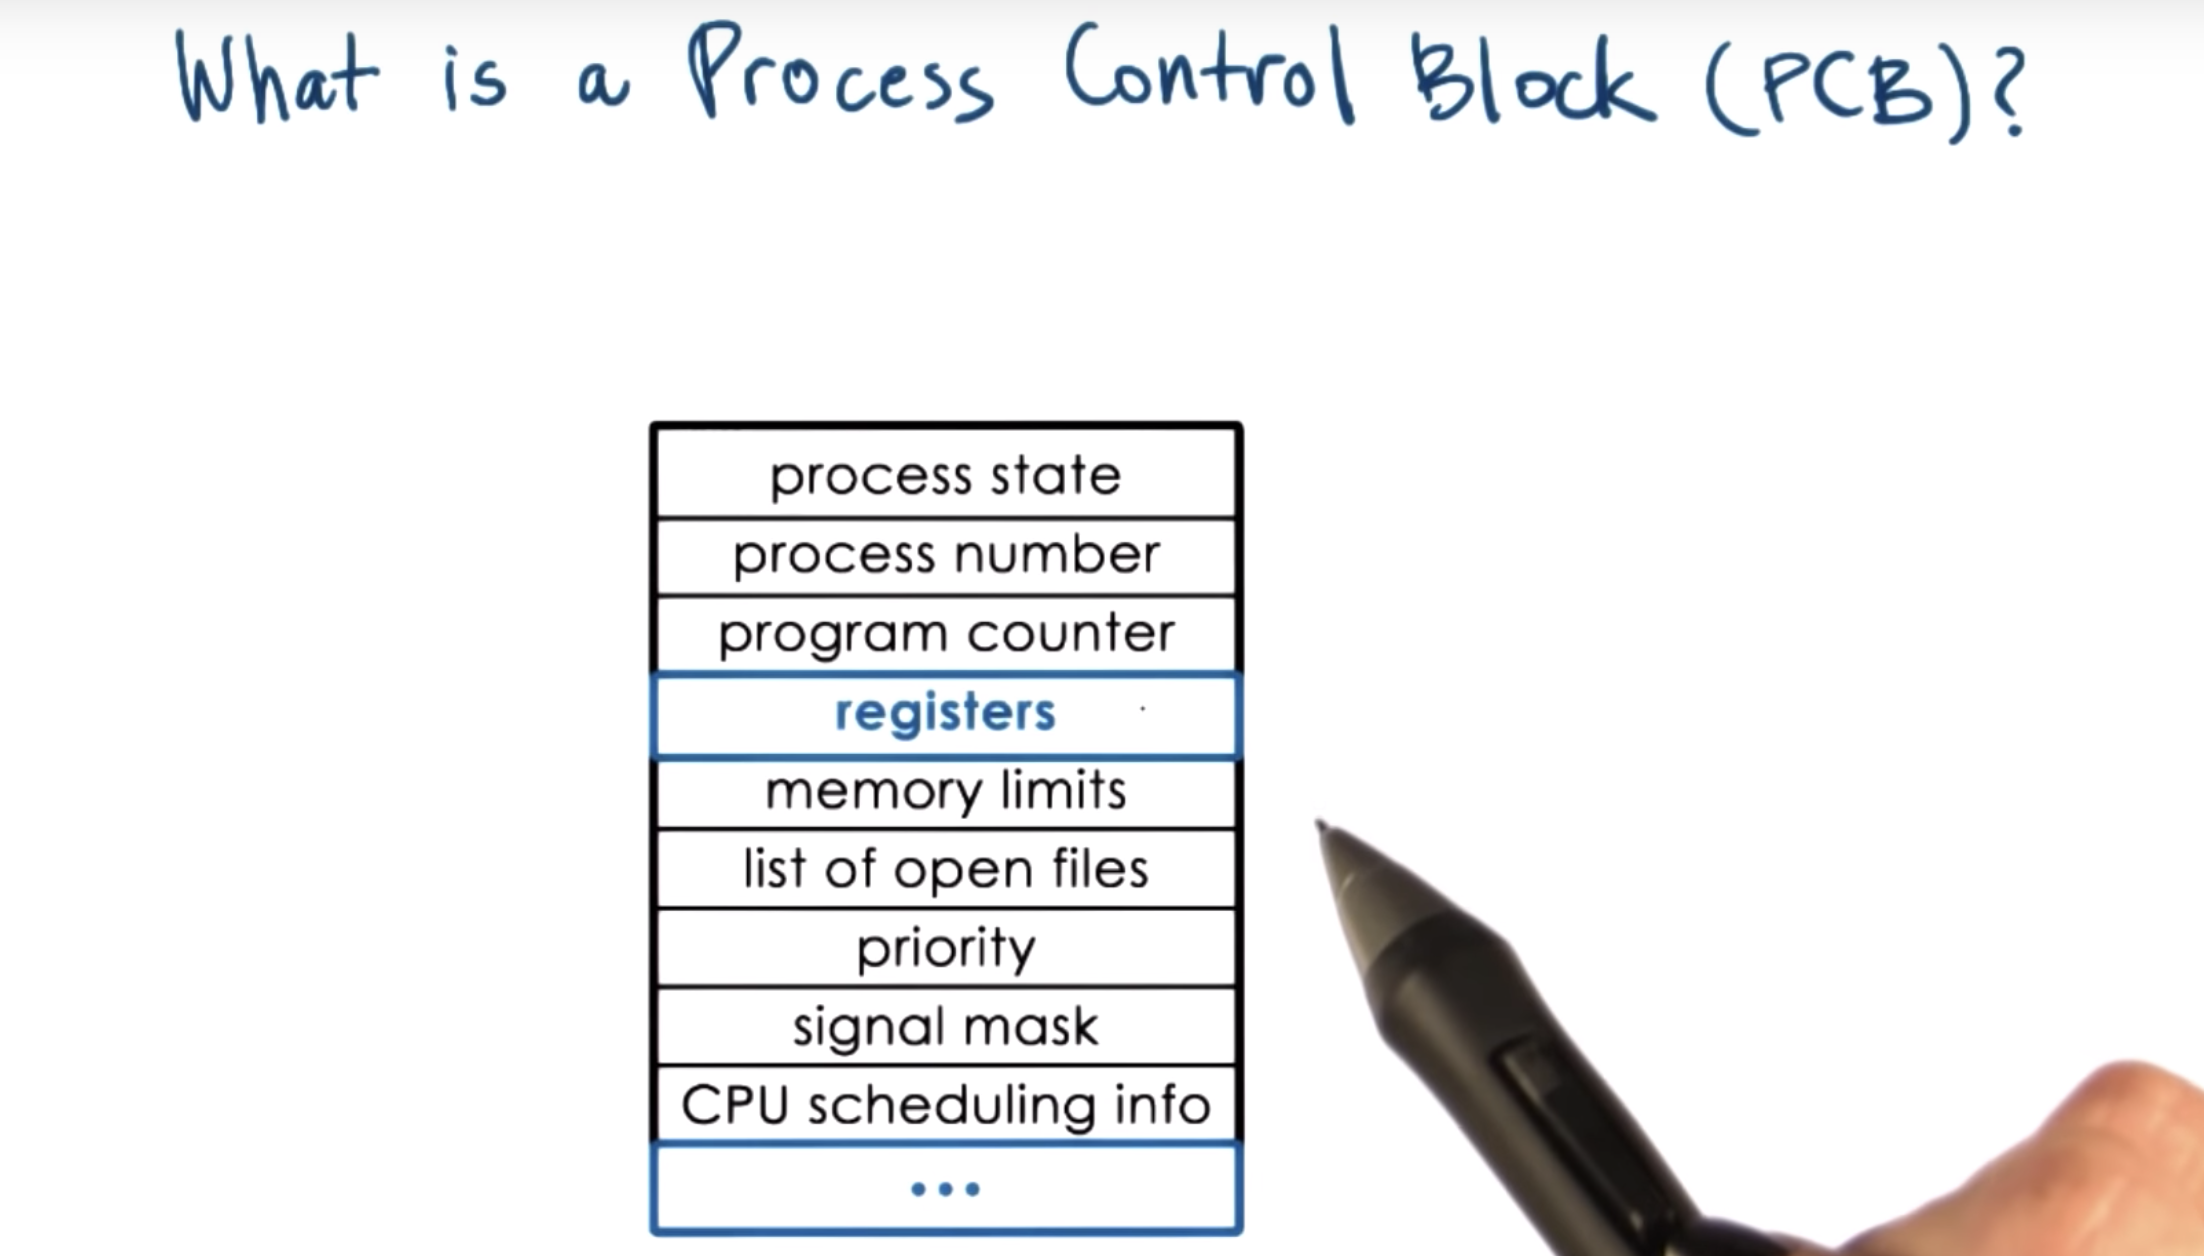 What is a Process Control Block (PCB)?
process state
process number
program counter
registers
memory limits
list of open files
priority
signal mask
CPU scheduling info
...